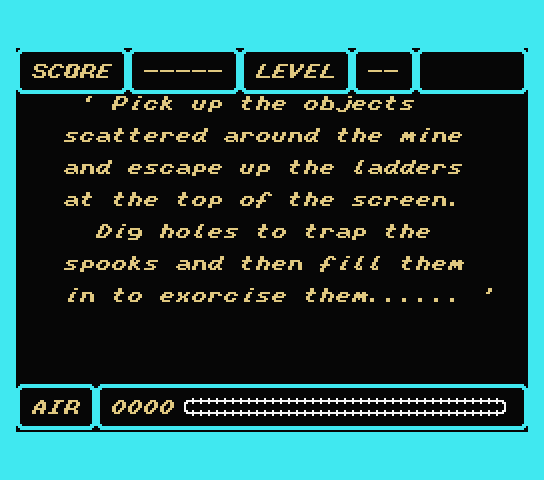 SCORE ----- LEVEL --
‘ Pick up the objects
scattered around the mine
and escape up the ladders
at the top of the screen.
Dig holes to trap the
spooks and then fill them
in to exorcise them...... ’
AIR 0000